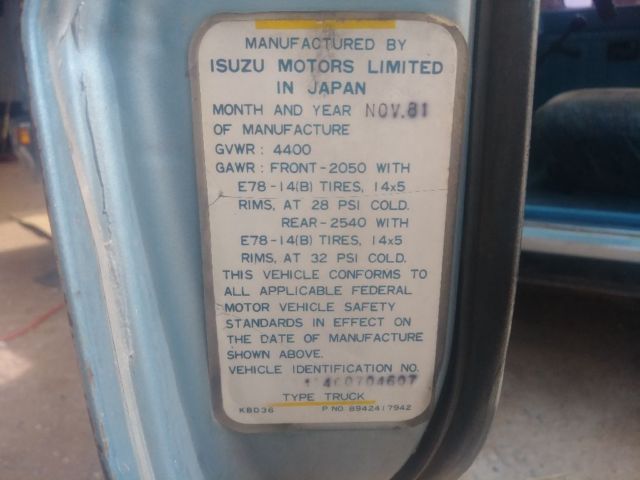 MANUFACTURED BY
ISUZU MOTORS LIMITED
IN JAPAN
MONTH AND YEAR NOV.81
OF MANUFACTURE
GVWR: 4400
GAWR: FRONT-2050 WITH
E78-14(B) TIRES, 14x5
RIMS, AT 28 PSI COLD.
REAR-2540 WITH
E78-14(B) TIRES, 14x5
RIMS, AT 32 PSI COLD.
THIS VEHICLE CONFORMS TO
ALL APPLICABLE FEDERAL
MOTOR VEHICLE SAFETY
STANDARDS IN EFFECT ON
THE DATE OF MANUFACTURE
SHOWN ABOVE.
VEHICLE IDENTIFICATION NO.
TYPE TRUCK
KBD36 P NO. 8942417942